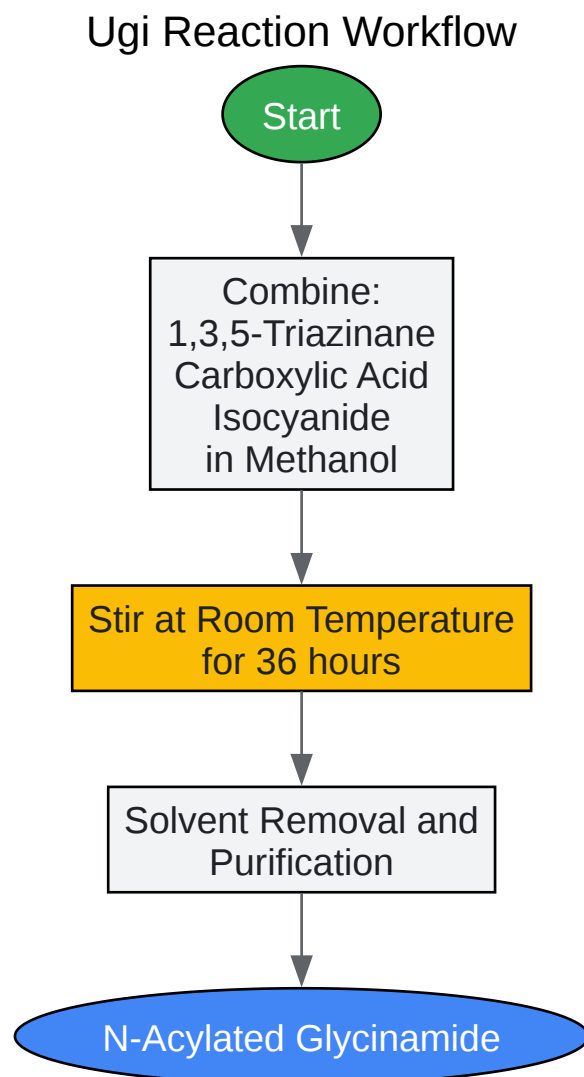 Ugi Reaction Workflow
Start
Combine:
1,3,5-Triazinane
Carboxylic Acid
Isocyanide
in Methanol
Stir at Room Temperature
for 36 hours
Solvent Removal and
Purification
N-Acylated Glycinamide